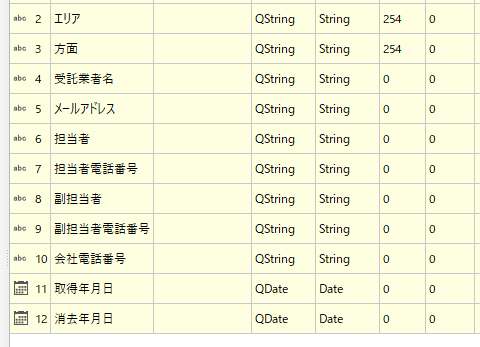 abc 2 エリア QString String 254 0
abc 3 方面 QString String 254 0
abc 4 受託業者名 QString String 0 0
abc 5 メールアドレス QString String 0 0
abc 6 担当者 QString String 0 0
abc 7 担当者電話番号 QString String 0 0
abc 8 副担当者 QString String 0 0
abc 9 副担当者電話番号 QString String 0 0
abc 10 会社電話番号 QString String 0 0
11 取得年月日 QDate Date 0 0
12 消去年月日 QDate Date 0 0